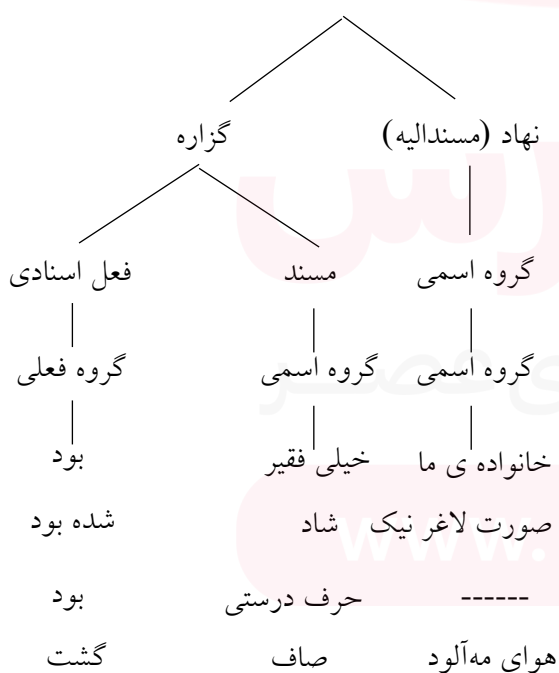 نهاد (مسندالیه) گزاره
گروه اسمی مسند فعل اسنادی
گروه اسمی گروه اسمی گروه فعلی
خانواده ی ما خیلی فقیر بود
صورت لاغر نیک شاد شده بود
------ حرف درستی بود
هوای مه‌آلود صاف گشت
www.